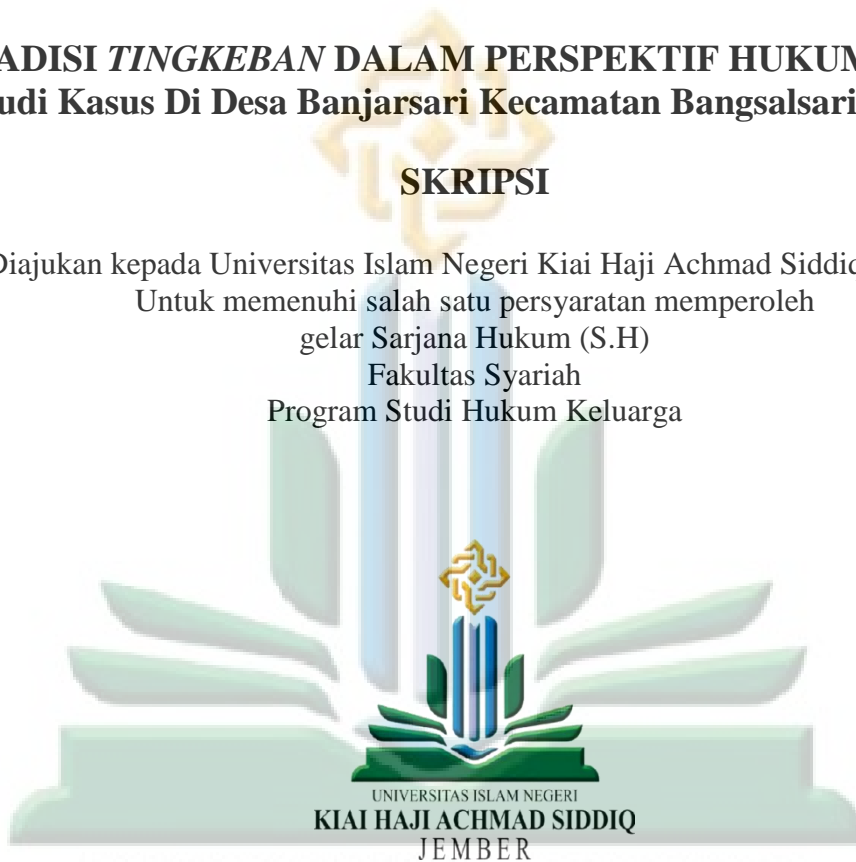 ADISI TINGKEBAN DALAM PERSPEKTIF HUKUM
udi Kasus Di Desa Banjarsari Kecamatan Bangsalsari
SKRIPSI
Diajukan kepada Universitas Islam Negeri Kiai Haji Achmad Siddiq
Untuk memenuhi salah satu persyaratan memperoleh
gelar Sarjana Hukum (S.H)
Fakultas Syariah
Program Studi Hukum Keluarga
UNIVERSITAS ISLAM NEGERI
KIAI HAJI ACHMAD SIDDIQ
JEMBER